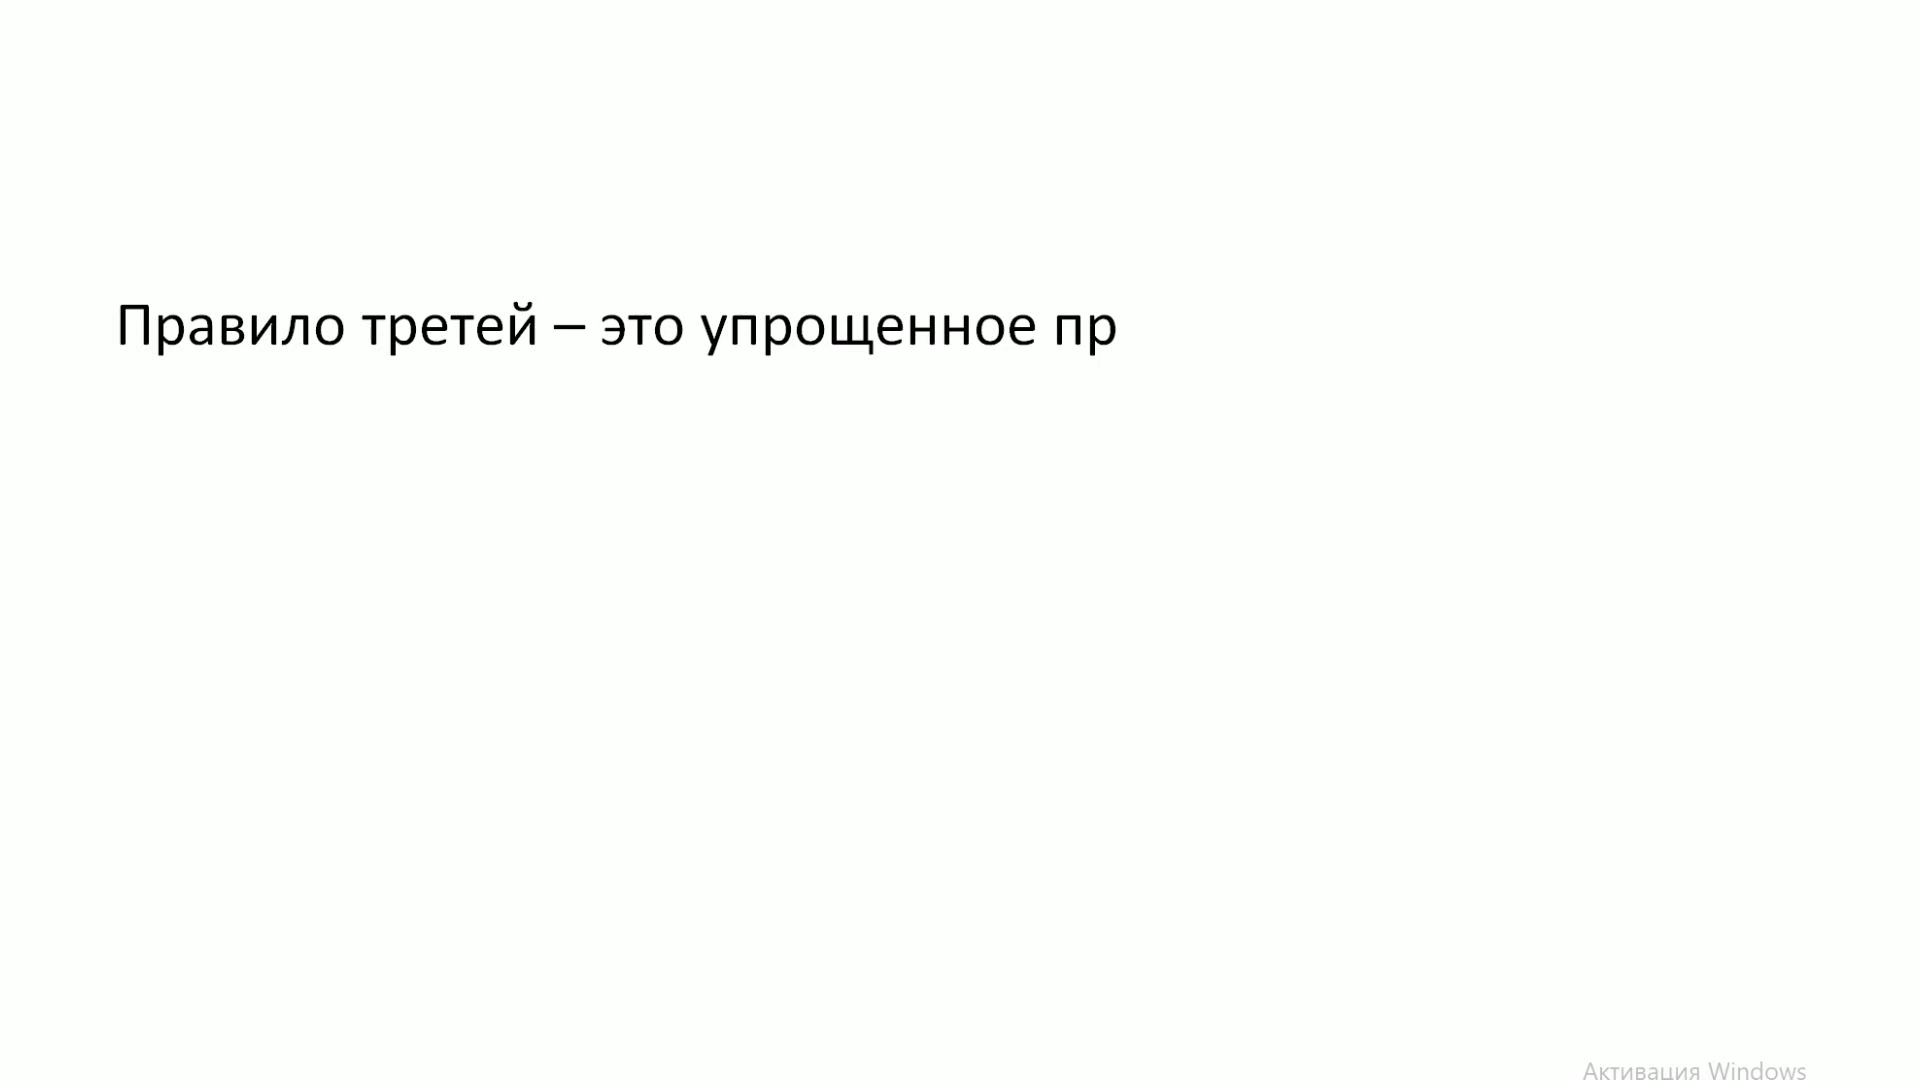 Правило третей – это упрощенное пр
Активация Windows